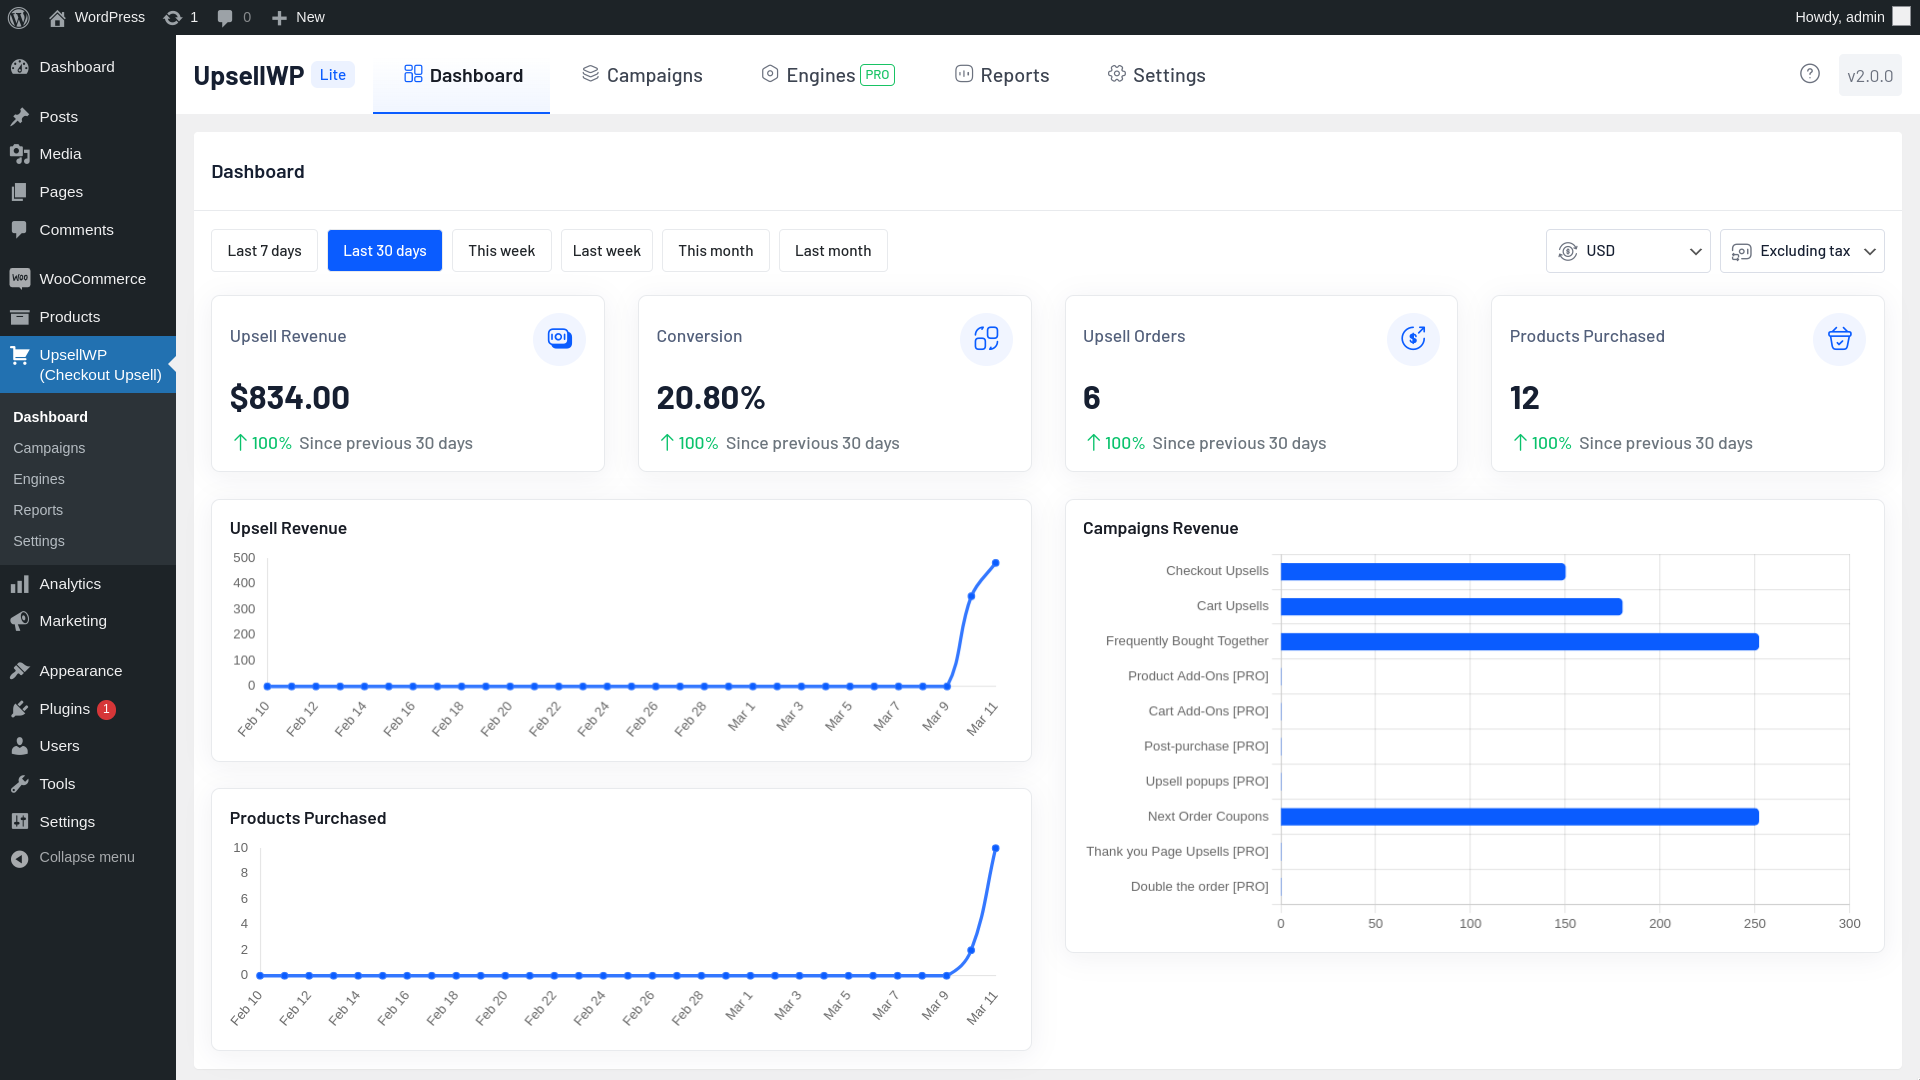 WordPress
1
0
New
Howdy, admin
Dashboard
Posts
Media
Pages
Comments
WooCommerce
Products
UpsellWP
(Checkout Upsell)
Dashboard
Campaigns
Engines
Reports
Settings
Analytics
Marketing
Appearance
Plugins 1
Users
Tools
Settings
Collapse menu
UpsellWP Lite
Dashboard
Campaigns
Engines PRO
Reports
Settings
v2.0.0
Dashboard
Last 7 days
Last 30 days
This week
Last week
This month
Last month
USD
Excluding tax
Upsell Revenue
$834.00
100% Since previous 30 days
Conversion
20.80%
100% Since previous 30 days
Upsell Orders
6
100% Since previous 30 days
Products Purchased
12
100% Since previous 30 days
Upsell Revenue
500
400
300
200
100
0
Feb 10
Feb 12
Feb 14
Feb 16
Feb 18
Feb 20
Feb 22
Feb 24
Feb 26
Feb 28
Mar 1
Mar 3
Mar 5
Mar 7
Mar 9
Mar 11
Products Purchased
10
8
6
4
2
0
Feb 10
Feb 12
Feb 14
Feb 16
Feb 18
Feb 20
Feb 22
Feb 24
Feb 26
Feb 28
Mar 1
Mar 3
Mar 5
Mar 7
Mar 9
Mar 11
Campaigns Revenue
Checkout Upsells
Cart Upsells
Frequently Bought Together
Product Add-Ons [PRO]
Cart Add-Ons [PRO]
Post-purchase [PRO]
Upsell popups [PRO]
Next Order Coupons
Thank you Page Upsells [PRO]
Double the order [PRO]
0
50
100
150
200
250
300